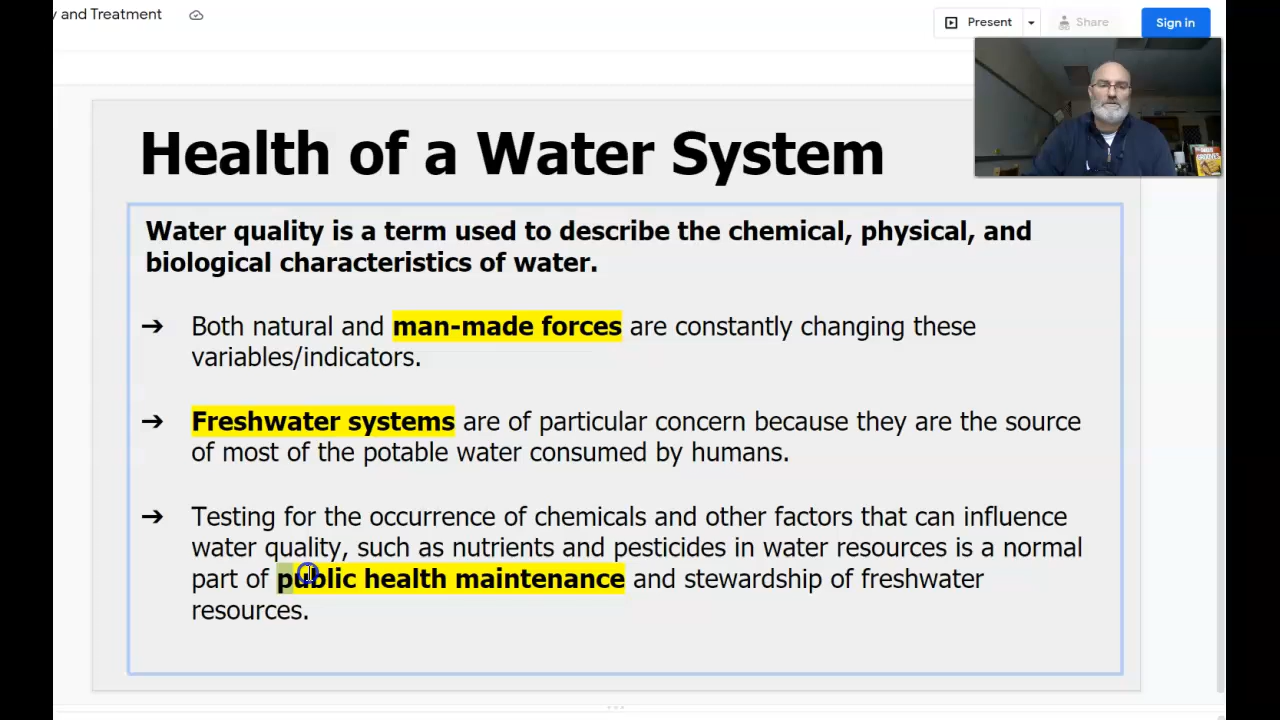 y and Treatment
Present
Share
Sign in
Health of a Water System
Water quality is a term used to describe the chemical, physical, and
biological characteristics of water.
➔ Both natural and man-made forces are constantly changing these
variables/indicators.
➔ Freshwater systems are of particular concern because they are the source
of most of the potable water consumed by humans.
➔ Testing for the occurrence of chemicals and other factors that can influence
water quality, such as nutrients and pesticides in water resources is a normal
part of public health maintenance and stewardship of freshwater
resources.